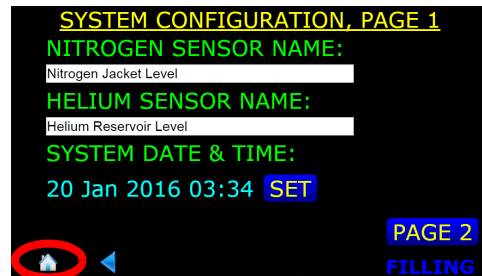 SYSTEM CONFIGURATION, PAGE 1
NITROGEN SENSOR NAME:
Nitrogen Jacket Level
HELIUM SENSOR NAME:
Helium Reservoir Level
SYSTEM DATE & TIME:
20 Jan 2016 03:34 SET
PAGE 2
FILLING